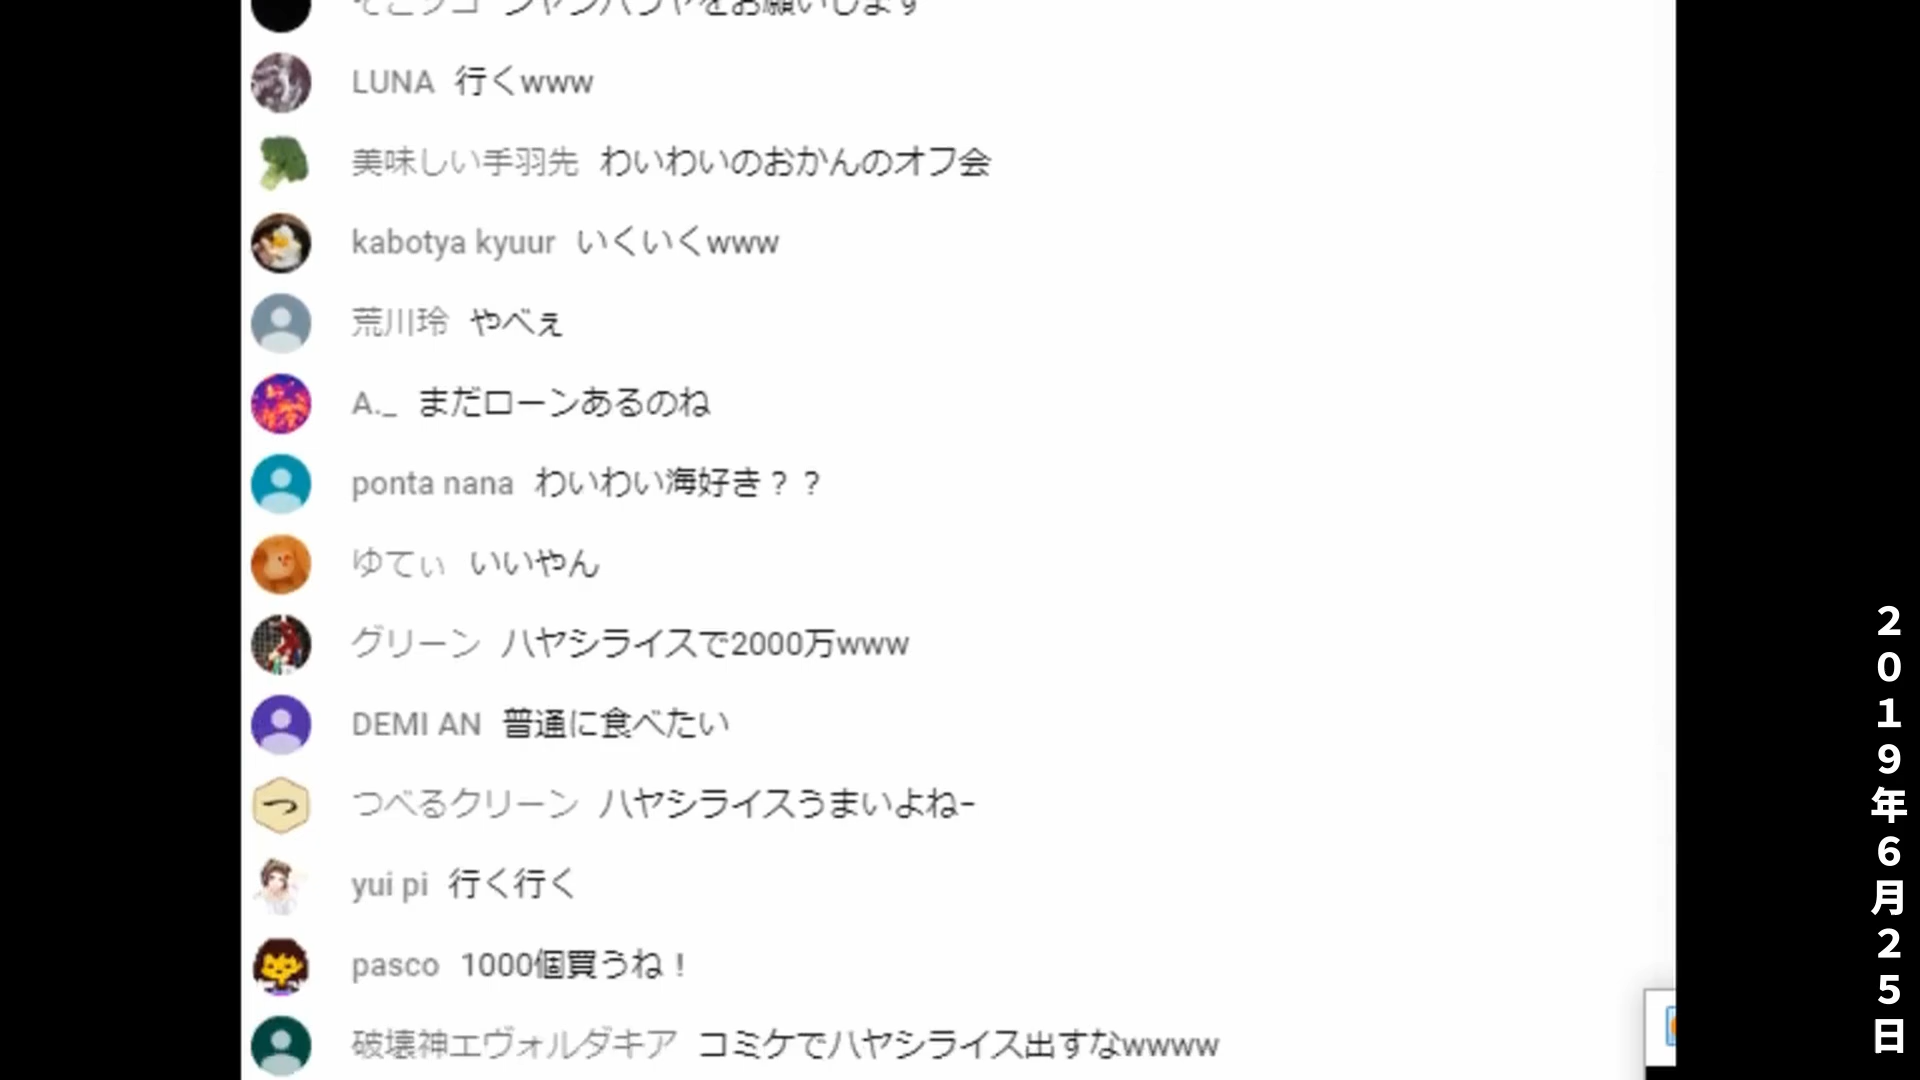 をお願いします
LUNA 行くwww
美味しい手羽先 わいわいのおかんのオフ会
kabotya kyuur いくいくwww
荒川玲 やべぇ
A._ まだローンあるのね
ponta nana わいわい海好き？？
ゆてぃ いいやん
グリーン ハヤシライスで2000万www
DEMI AN 普通に食べたい
つべるクリーン ハヤシライスうまいよねｰ
つ
yui pi 行く行く
pasco 1000個買うね！
破壊神エヴォルダキア コミケでハヤシライス出すなwwww
2019年6月25日